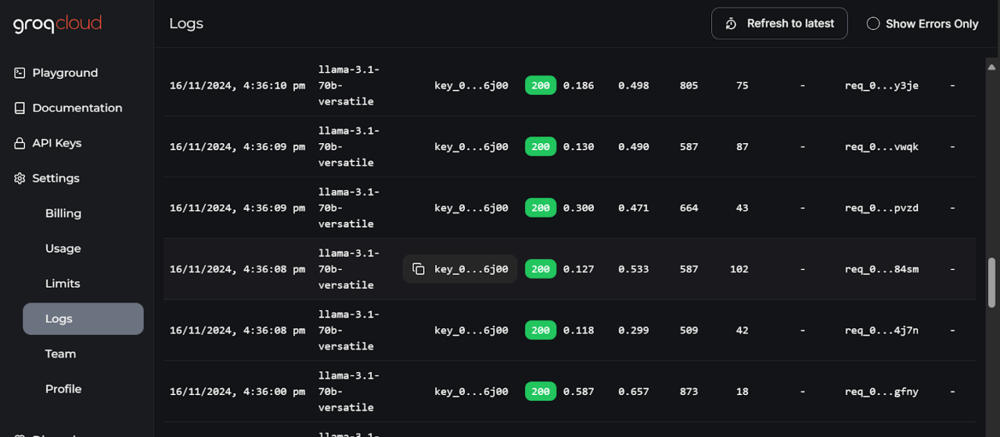 groqcloud
Logs
Refresh to latest
Show Errors Only
Playground
Documentation
API Keys
Settings
Billing
Usage
Limits
Logs
Team
Profile
16/11/2024, 4:36:10 pm llama-3.1-70b-versatile key_0...6j00 200 0.186 0.498 805 75 - req_0...y3je -
16/11/2024, 4:36:09 pm llama-3.1-70b-versatile key_0...6j00 200 0.130 0.490 587 87 - req_0...vwqk -
16/11/2024, 4:36:09 pm llama-3.1-70b-versatile key_0...6j00 200 0.300 0.471 664 43 - req_0...pvzd -
16/11/2024, 4:36:08 pm llama-3.1-70b-versatile key_0...6j00 200 0.127 0.533 587 102 - req_0...84sm -
16/11/2024, 4:36:08 pm llama-3.1-70b-versatile key_0...6j00 200 0.118 0.299 509 42 - req_0...4j7n -
16/11/2024, 4:36:00 pm llama-3.1-70b-versatile key_0...6j00 200 0.587 0.657 873 18 - req_0...gfny -
llama-3.1-